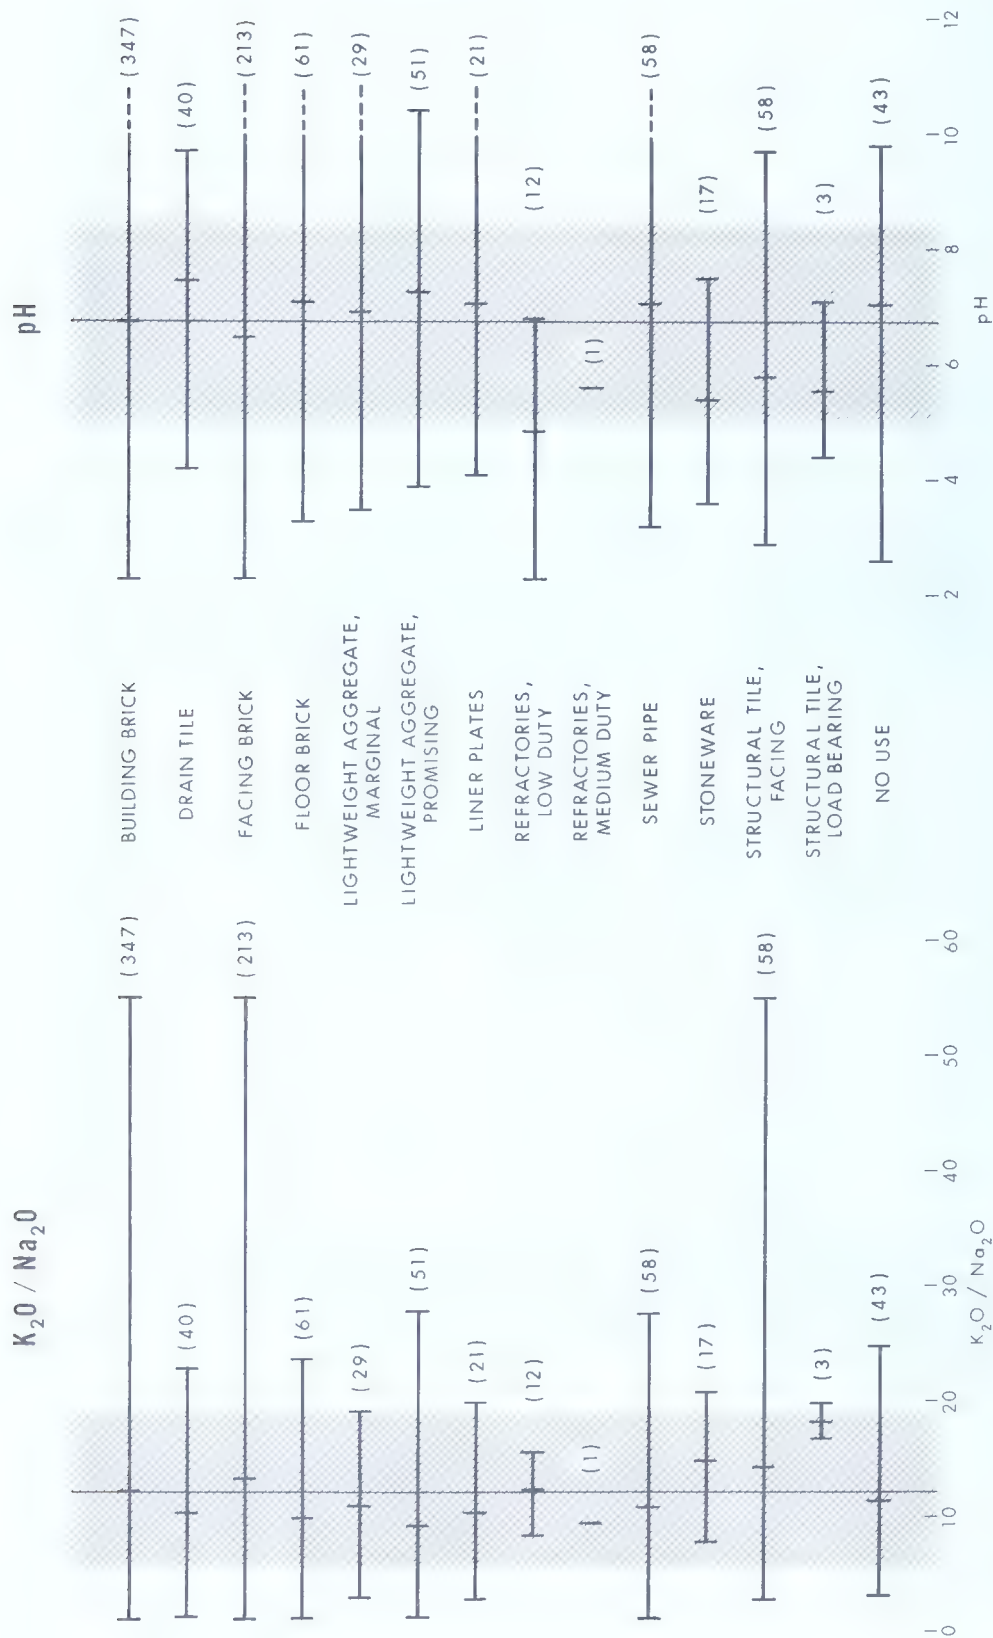 K₂O / Na₂O
pH
(347)
BUILDING BRICK
(347)
(40)
DRAIN TILE
(40)
(213)
FACING BRICK
(213)
(61)
FLOOR BRICK
(61)
(29)
LIGHTWEIGHT AGGREGATE,
MARGINAL
(29)
(51)
LIGHTWEIGHT AGGREGATE,
PROMISING
(51)
(21)
LINER PLATES
(21)
(12)
REFRACTORIES,
LOW DUTY
(12)
(1)
REFRACTORIES,
MEDIUM DUTY
(1)
(58)
SEWER PIPE
(58)
(17)
STONEWARE
(17)
(58)
STRUCTURAL TILE,
FACING
(58)
(3)
STRUCTURAL TILE,
LOAD BEARING
(3)
(43)
NO USE
(43)
0 10 20 30 40 50 60
2 4 6 8 10 12
K₂O / Na₂O
pH